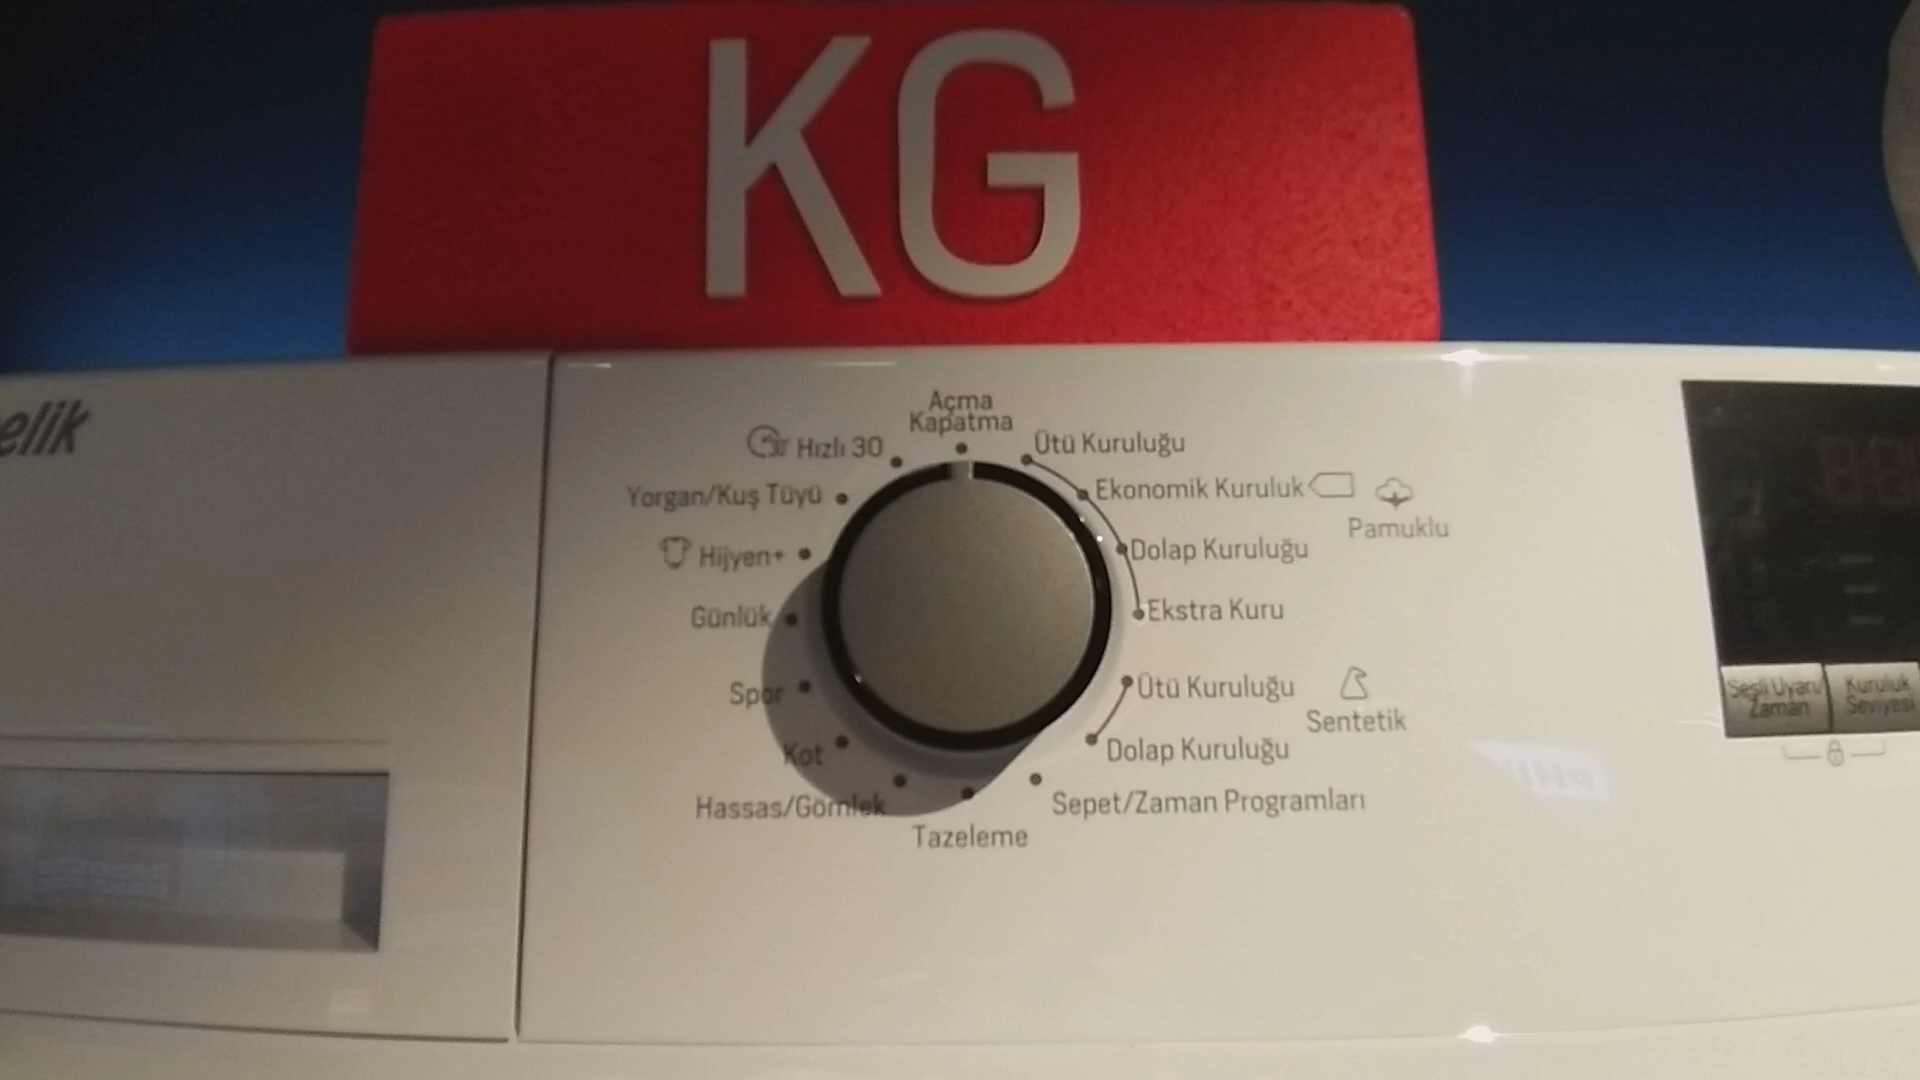 KG
elik
Açma
Kapatma
Hızlı 30
Yorgan/Kuş Tüyü
Hijyen+
Günlük
Spor
Kot
Hassas/Gömlek
Tazeleme
Ütü Kuruluğu
Ekonomik Kuruluk
Dolap Kuruluğu
Ekstra Kuru
Pamuklu
Ütü Kuruluğu
Dolap Kuruluğu
Sentetik
Sepet/Zaman Programları
Sesli Uyarı/
Zaman
Kuruluk
Seviyesi